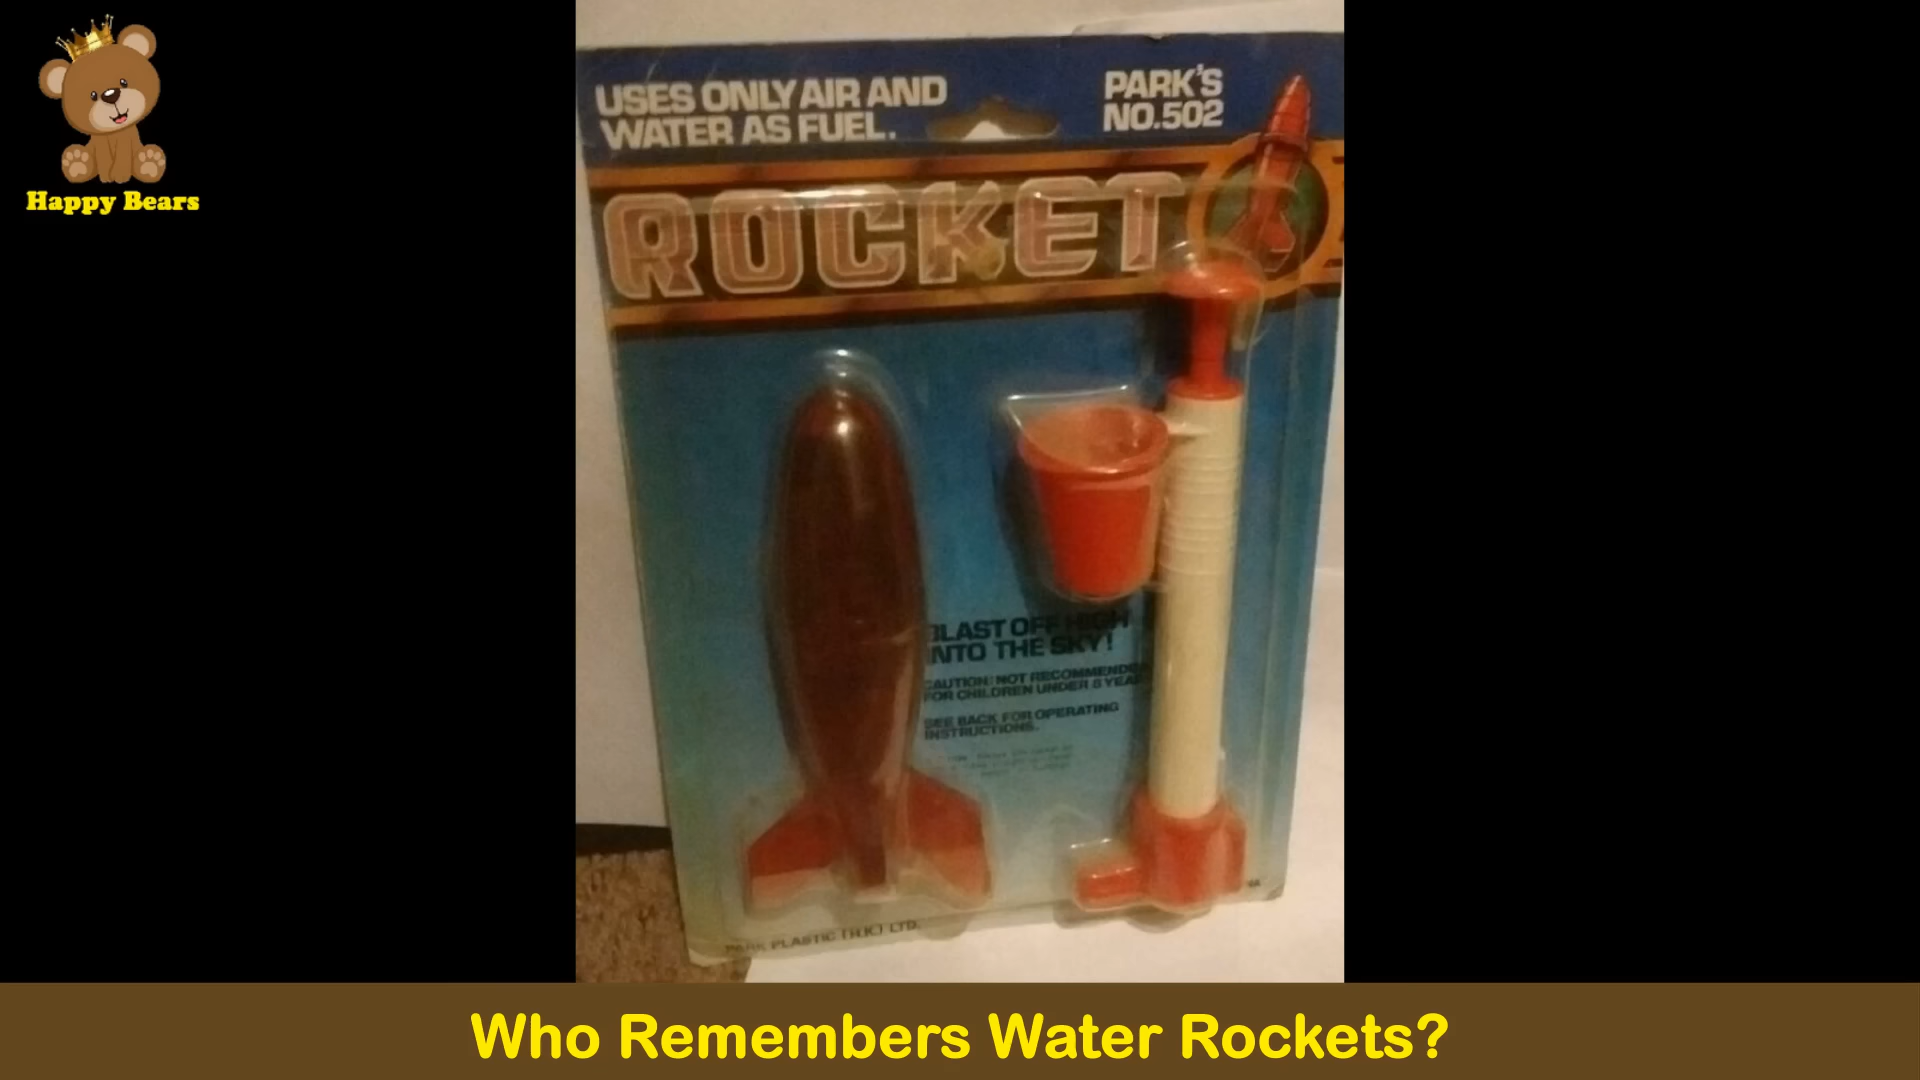 Happy Bears
USES ONLY AIR AND
WATER AS FUEL.
PARK'S
NO.502
ROCKET
BLAST OFF HIGH
INTO THE SKY!
CAUTION: NOT RECOMMENDED
FOR CHILDREN UNDER 8 YEARS
SEE BACK FOR OPERATING
INSTRUCTIONS.
PARK PLASTIC (H.K.) LTD.
Who Remembers Water Rockets?